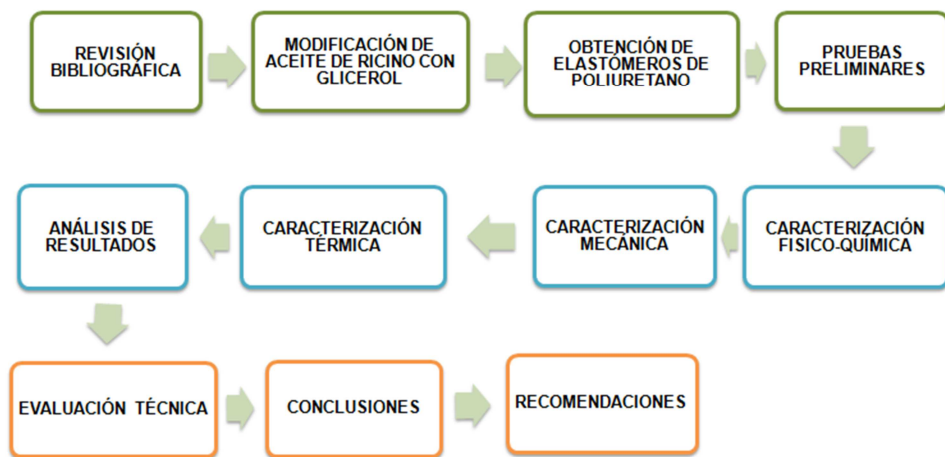 REVISIÓN
BIBLIOGRÁFICA
MODIFICACIÓN DE
ACEITE DE RICINO CON
GLICEROL
OBTENCIÓN DE
ELASTÓMEROS DE
POLIURETANO
PRUEBAS
PRELIMINARES
CARACTERIZACIÓN
FISICO-QUÍMICA
CARACTERIZACIÓN
MECÁNICA
CARACTERIZACIÓN
TÉRMICA
ANÁLISIS DE
RESULTADOS
EVALUACIÓN TÉCNICA
CONCLUSIONES
RECOMENDACIONES